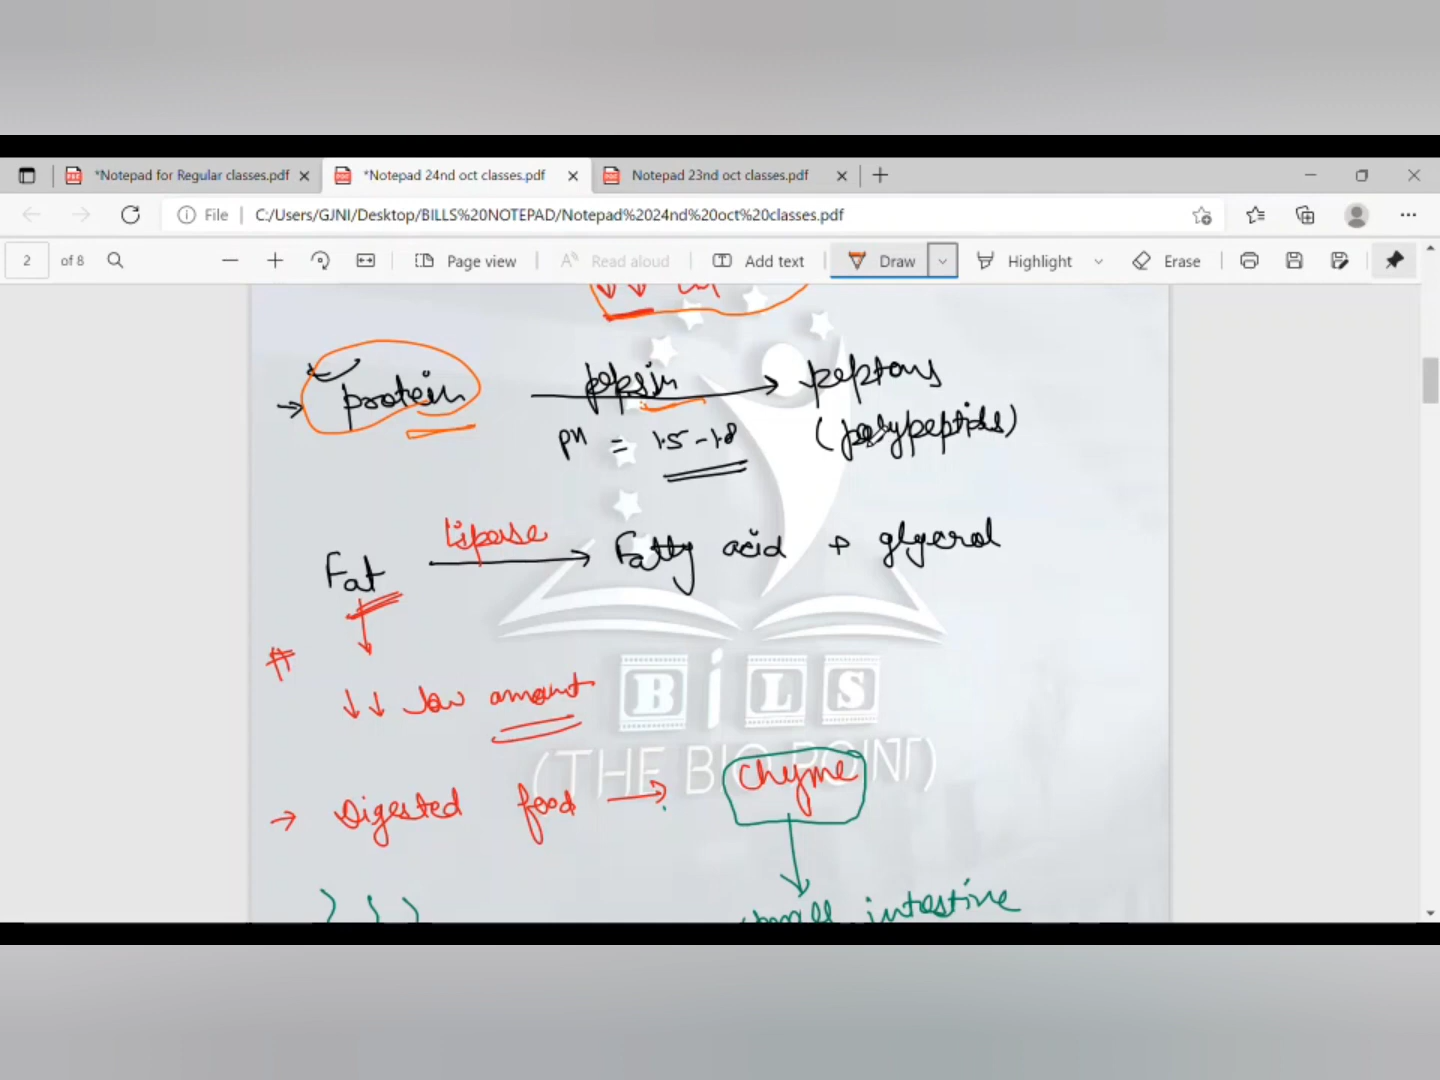 *Notepad for Regular classes.pdf
*Notepad 24nd oct classes.pdf
Notepad 23nd oct classes.pdf
File
C:/Users/GJNI/Desktop/BILLS%20NOTEPAD/Notepad%2024nd%20oct%20classes.pdf
2 of 8
Page view
Read aloud
Add text
Draw
Highlight
Erase
→ protein pepsin → peptons
pH = 1.5-1.8 (polypeptids)
Fat lipase → Fatty acid + glycerol
# ↓↓ low amount
BiLS
(THE BIO POINT)
→ Digested food → chyme
small intestine